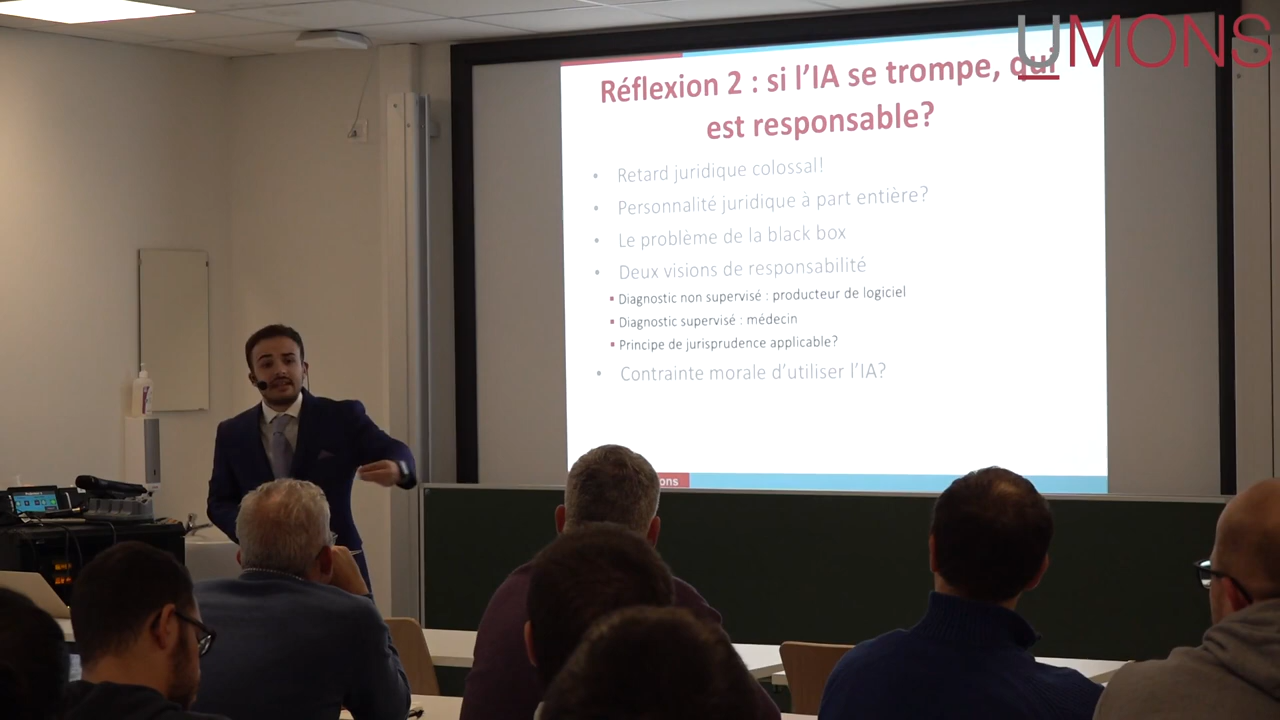 UMONS
Réflexion 2 : si l'IA se trompe, qui
est responsable?
• Retard juridique colossal!
• Personnalité juridique à part entière?
• Le problème de la black box
• Deux visions de responsabilité
▪ Diagnostic non supervisé : producteur de logiciel
▪ Diagnostic supervisé : médecin
▪ Principe de jurisprudence applicable?
• Contrainte morale d'utiliser l'IA?
ons